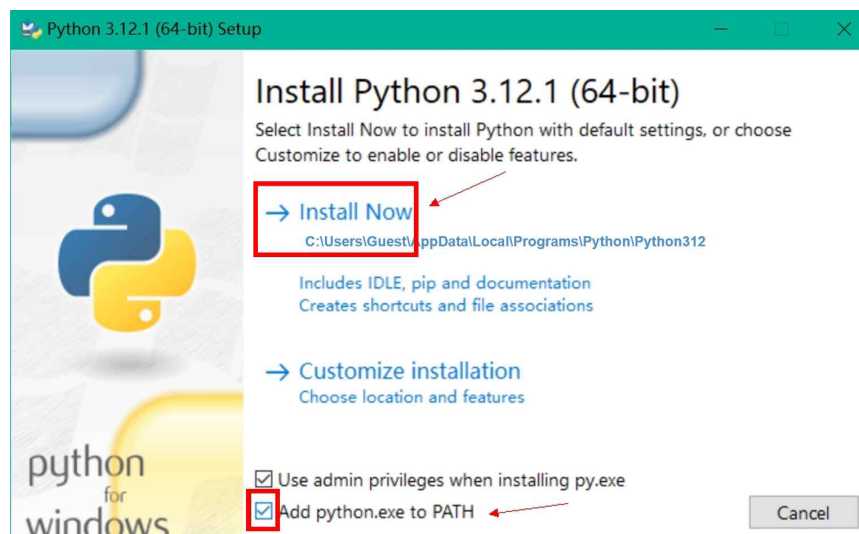 Python 3.12.1 (64-bit) Setup
Install Python 3.12.1 (64-bit)
Select Install Now to install Python with default settings, or choose
Customize to enable or disable features.
→ Install Now
C:\Users\Guest\AppData\Local\Programs\Python\Python312
Includes IDLE, pip and documentation
Creates shortcuts and file associations
→ Customize installation
Choose location and features
Use admin privileges when installing py.exe
Add python.exe to PATH
Cancel
python
for
windows